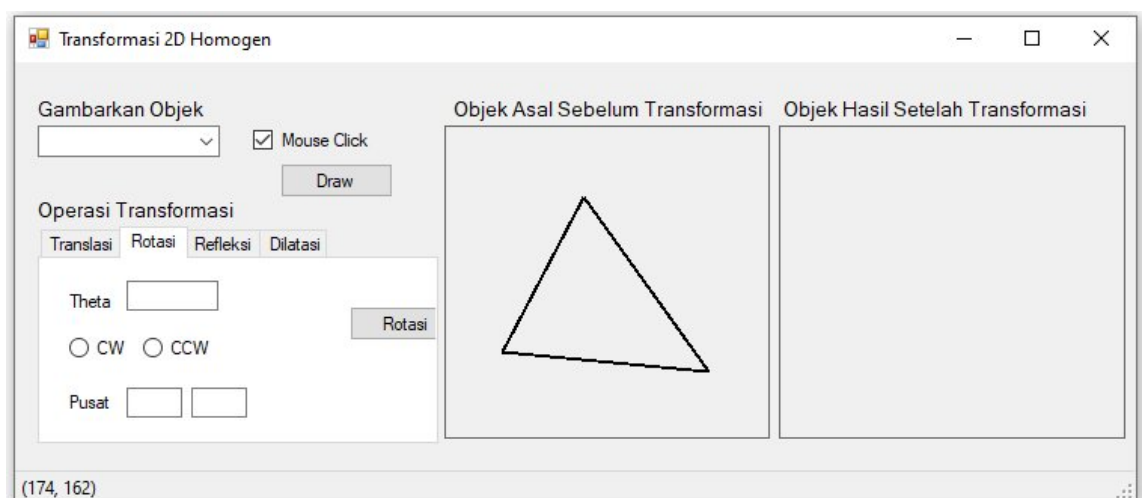 Transformasi 2D Homogen
Gambarkan Objek
Mouse Click
Draw
Operasi Transformasi
Translasi Rotasi Refleksi Dilatasi
Theta
Rotasi
CW CCW
Pusat
Objek Asal Sebelum Transformasi
Objek Hasil Setelah Transformasi
(174, 162)